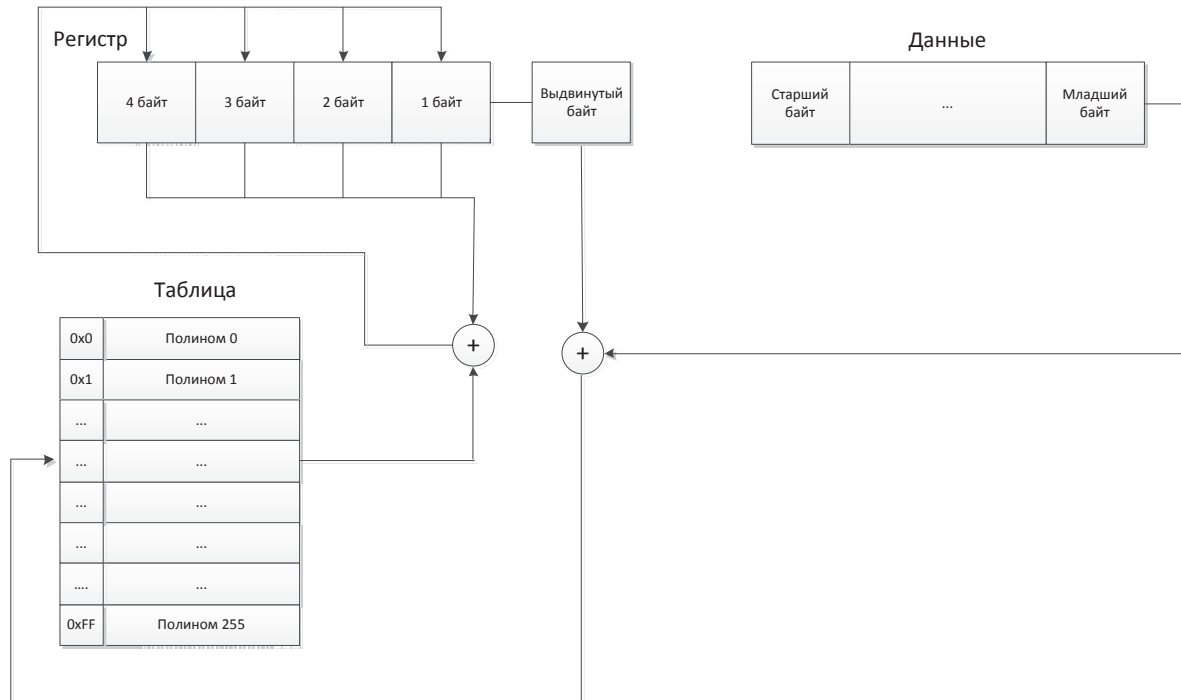 Регистр
Данные
4 байт
3 байт
2 байт
1 байт
Выдвинутый
байт
Старший
байт
...
Младший
байт
Таблица
0x0
Полином 0
+
+
0x1
Полином 1
...
...
...
...
...
...
...
...
....
...
0xFF
Полином 255